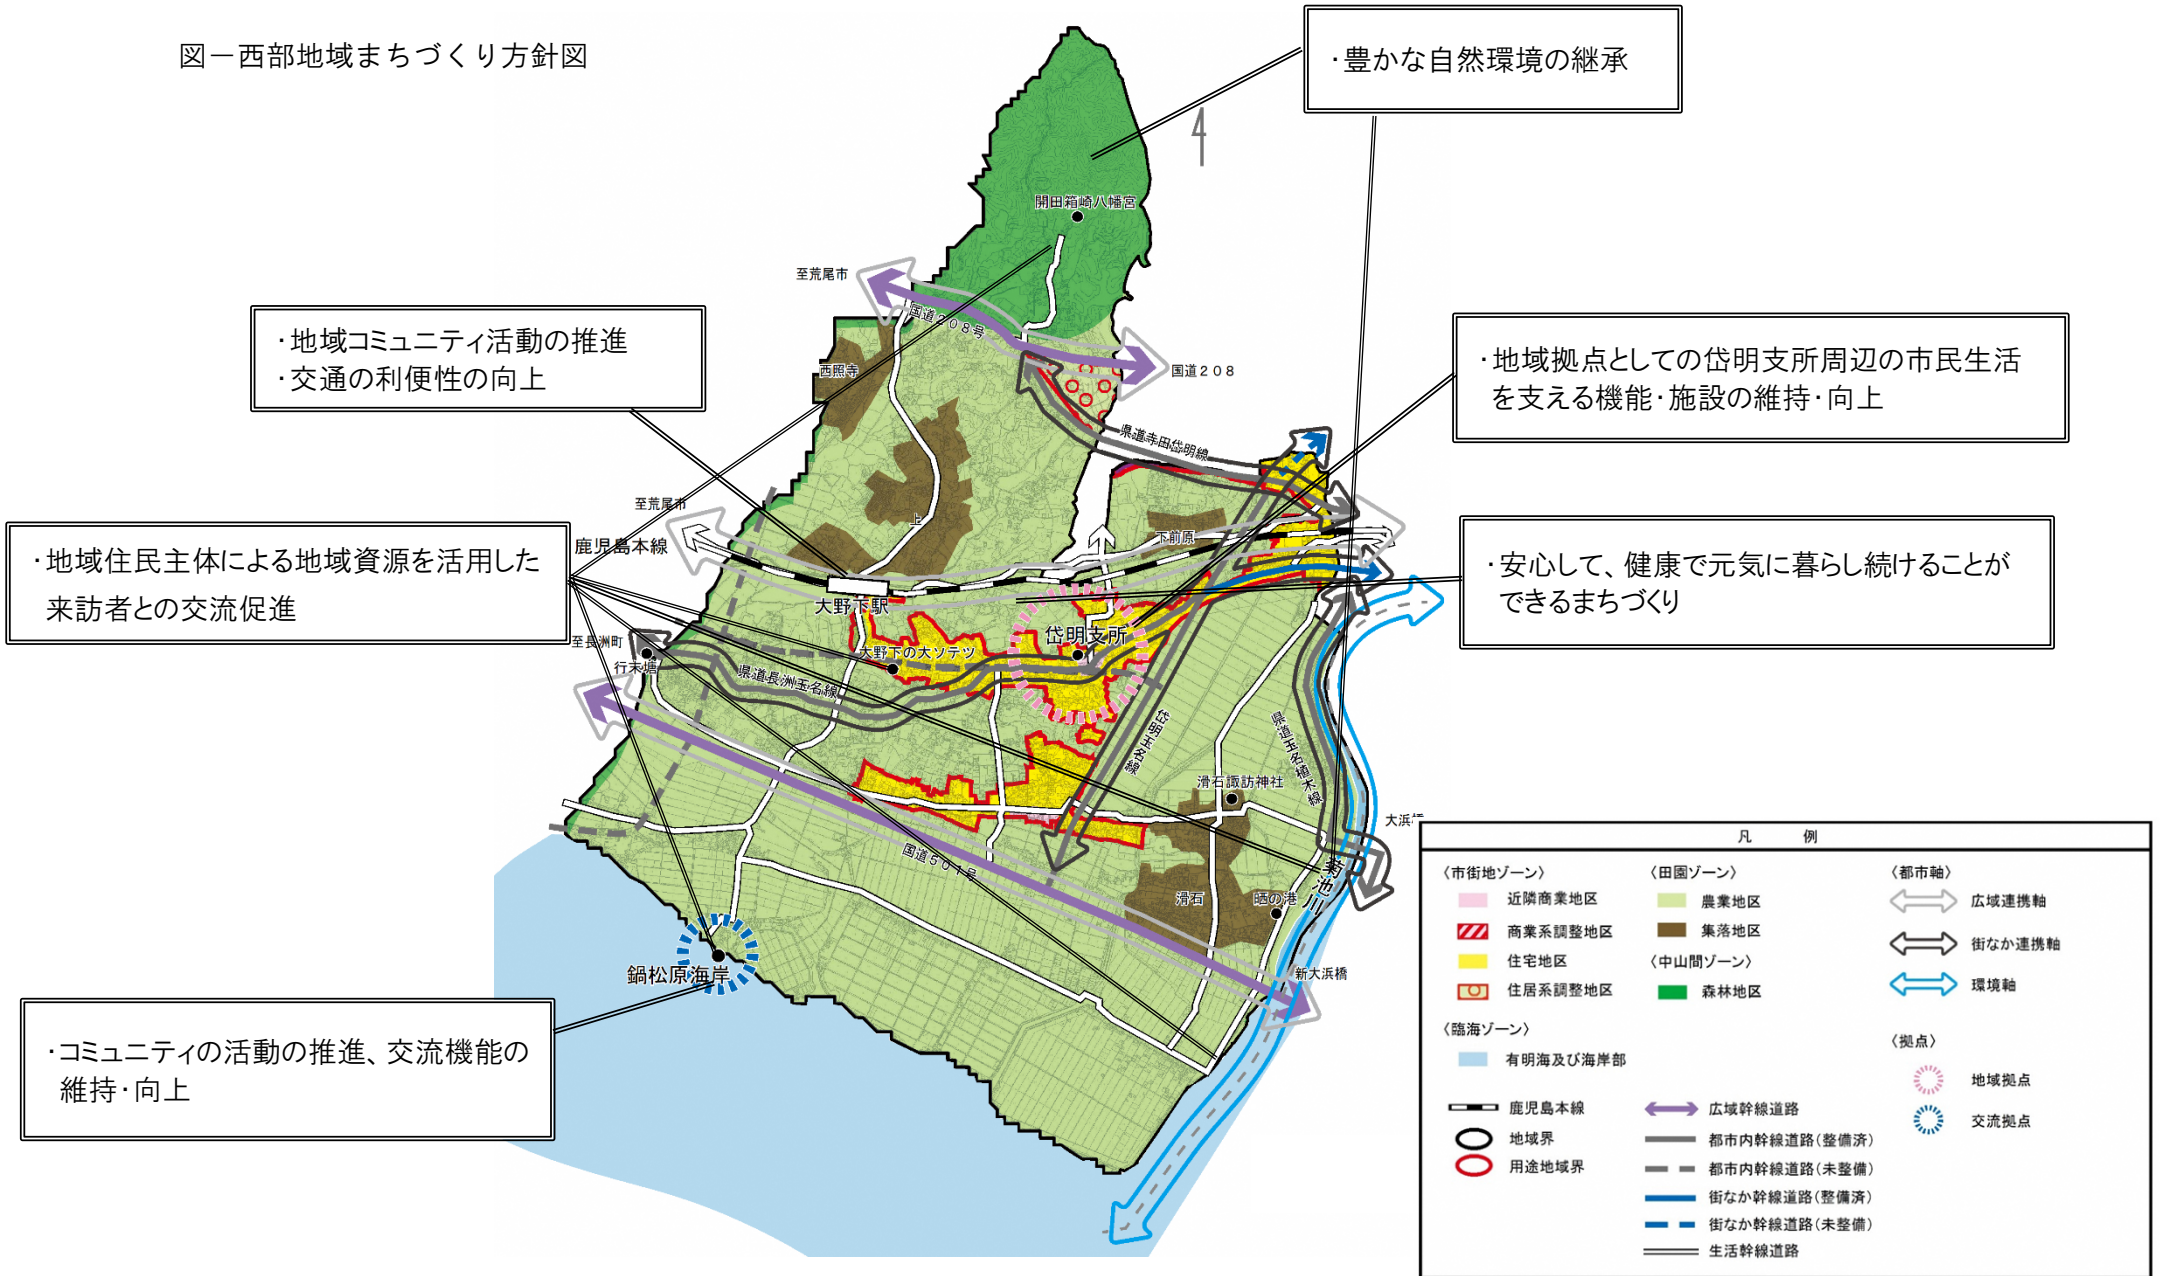 図－西部地域まちづくり方針図
・豊かな自然環境の継承
開田箱崎八幡宮
至荒尾市
国道208号
国道208
・地域コミュニティ活動の推進
・交通の利便性の向上
西照寺
・地域拠点としての岱明支所周辺の市民生活
を支える機能・施設の維持・向上
県道寺田岱明線
至荒尾市
鹿児島本線
上
下前原
・地域住民主体による地域資源を活用した
来訪者との交流促進
・安心して、健康で元気に暮らし続けることが
できるまちづくり
大野下駅
岱明支所
至長洲町
行末塘
大野下の大ソテツ
県道長洲玉名線
岱明玉名線
県道玉名植木線
滑石諏訪神社
大浜橋
国道501号
菊池川
滑石
晒の港
新大浜橋
鍋松原海岸
・コミュニティの活動の推進、交流機能の
維持・向上
凡 例
〈市街地ゾーン〉
近隣商業地区
商業系調整地区
住宅地区
住居系調整地区
〈臨海ゾーン〉
有明海及び海岸部
〈田園ゾーン〉
農業地区
集落地区
〈中山間ゾーン〉
森林地区
〈都市軸〉
広域連携軸
街なか連携軸
環境軸
〈拠点〉
地域拠点
交流拠点
鹿児島本線
地域界
用途地域界
広域幹線道路
都市内幹線道路(整備済)
都市内幹線道路(未整備)
街なか幹線道路(整備済)
街なか幹線道路(未整備)
生活幹線道路